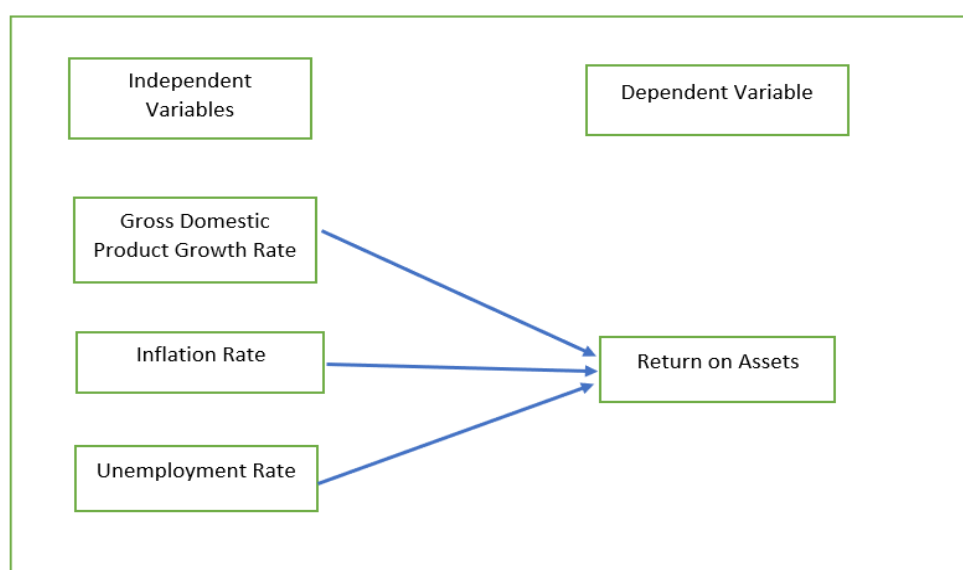 Independent
Variables
Dependent Variable
Gross Domestic
Product Growth Rate
Inflation Rate
Return on Assets
Unemployment Rate